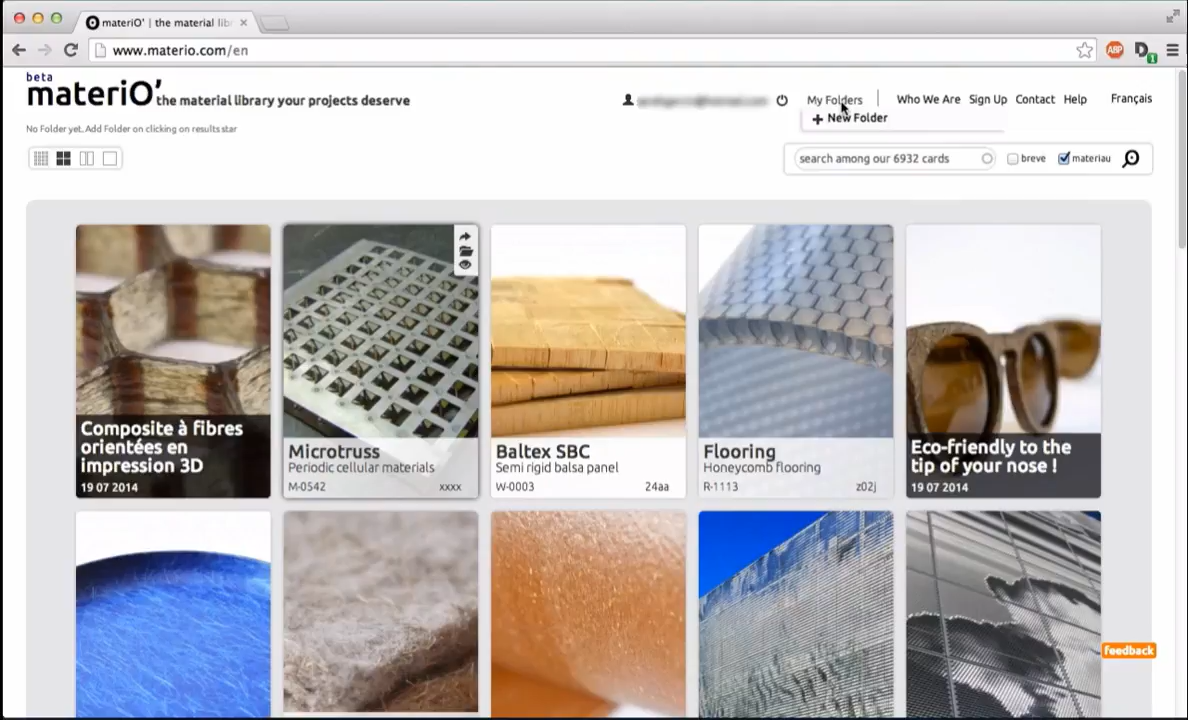 materiO' | the material libr
www.materio.com/en
ABP
D
1
beta
materiO' the material library your projects deserve
My Folders
Who We Are
Sign Up
Contact
Help
Français
+ New Folder
No Folder yet. Add Folder on clicking on results star
search among our 6932 cards
breve
materiau
Composite à fibres
orientées en
impression 3D
19 07 2014
Microtruss
Periodic cellular materials
M-0542
xxxx
Baltex SBC
Semi rigid balsa panel
W-0003
24aa
Flooring
Honeycomb flooring
R-1113
z02j
Eco-friendly to the
tip of your nose !
19 07 2014
feedback